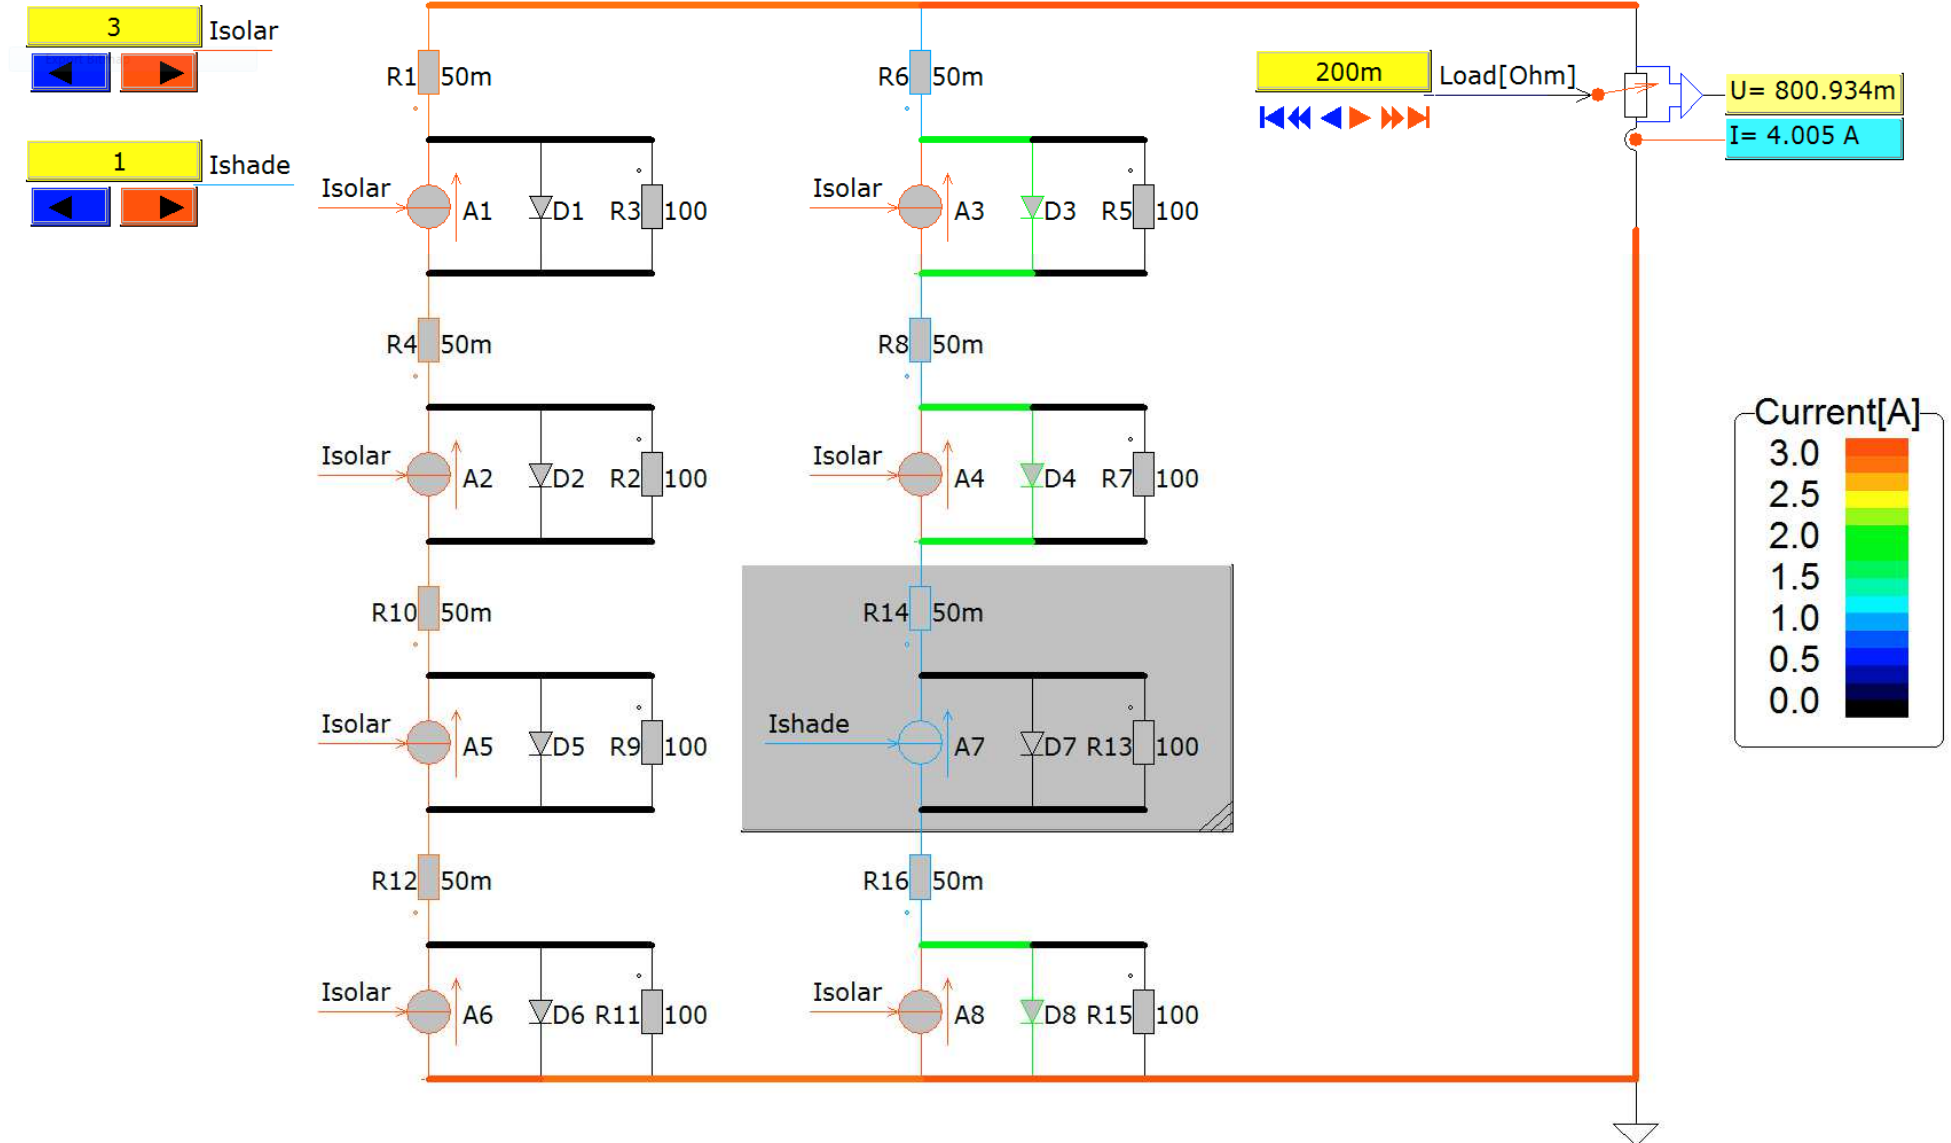 3 Isolar
1 Ishade
R1 50m
R6 50m
200m Load[Ohm]
U= 800.934m
I= 4.005 A
Isolar A1 D1 R3 100
Isolar A3 D3 R5 100
R4 50m
R8 50m
Isolar A2 D2 R2 100
Isolar A4 D4 R7 100
Current[A]
3.0
2.5
2.0
1.5
1.0
0.5
0.0
R10 50m
R14 50m
Isolar A5 D5 R9 100
Ishade A7 D7 R13 100
R12 50m
R16 50m
Isolar A6 D6 R11 100
Isolar A8 D8 R15 100